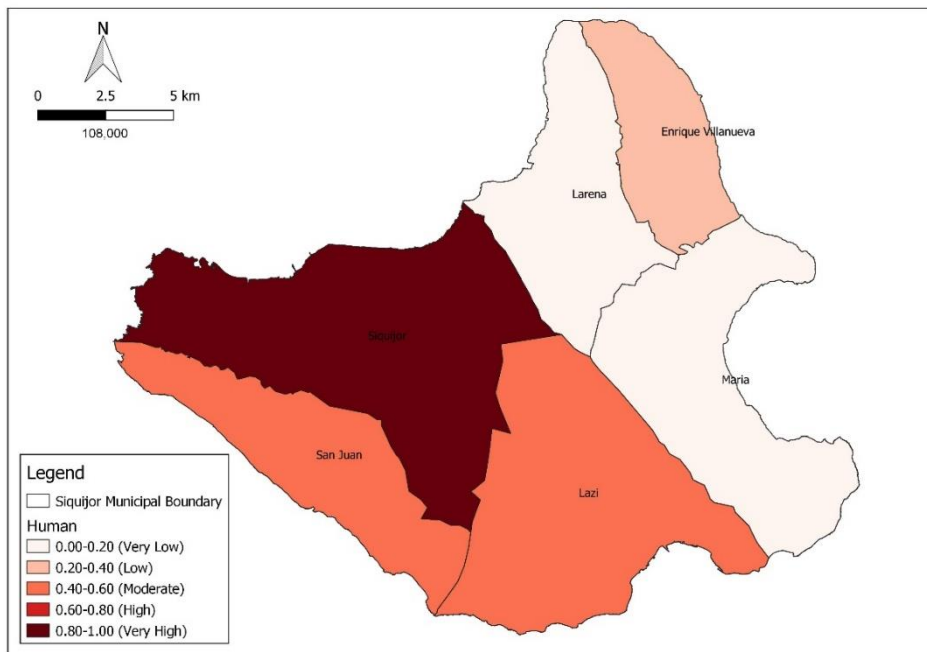 N
0 2.5 5 km
108,000
Enrique Villanueva
Larena
Siquijor
Maria
San Juan
Lazi
Legend
Siquijor Municipal Boundary
Human
0.00-0.20 (Very Low)
0.20-0.40 (Low)
0.40-0.60 (Moderate)
0.60-0.80 (High)
0.80-1.00 (Very High)